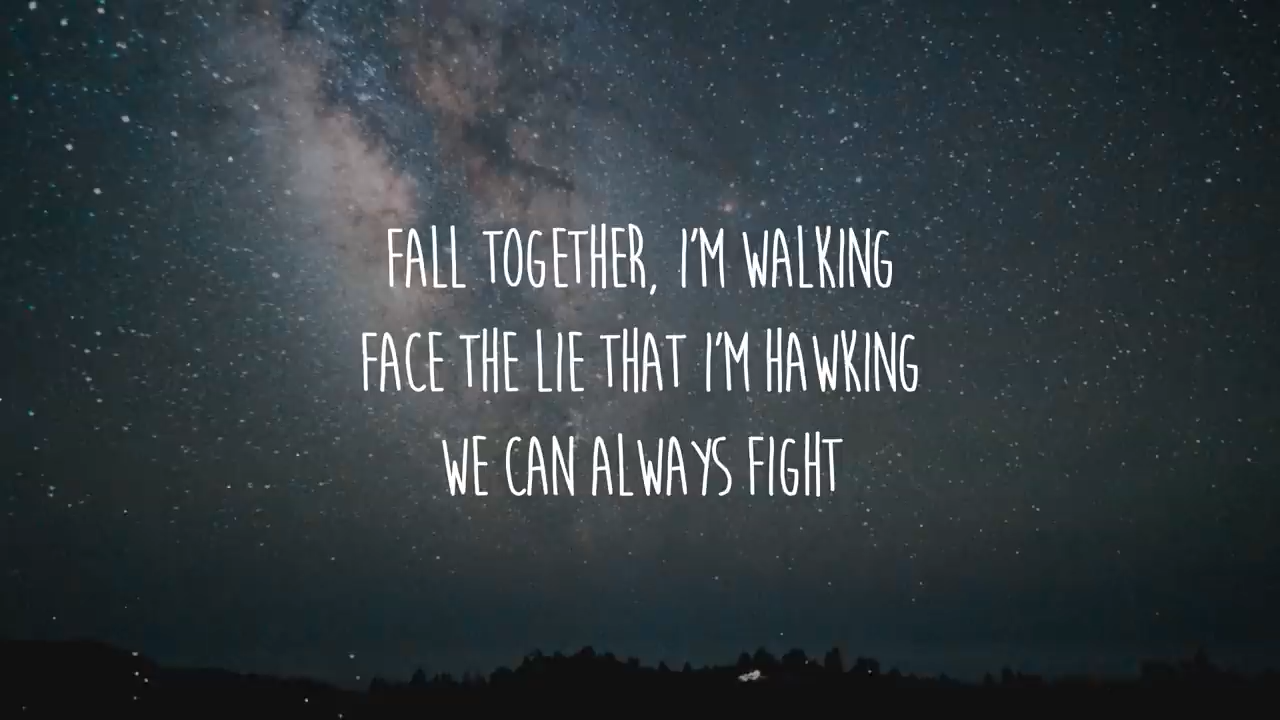 FALL TOGETHER, I'M WALKING
FACE THE LIE THAT I'M HAWKING
WE CAN ALWAYS FIGHT